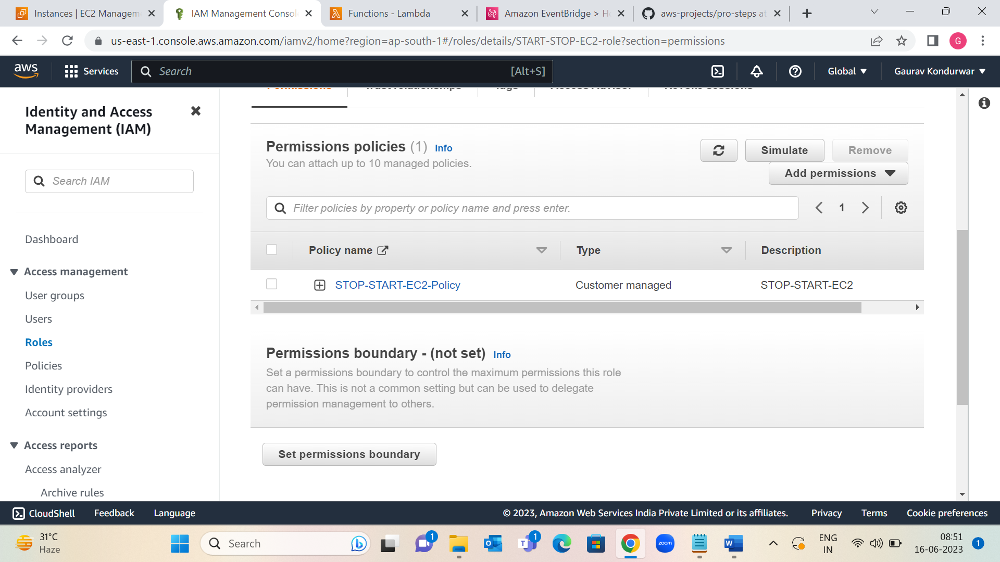 Instances | EC2 Managem
IAM Management Consol
Functions - Lambda
Amazon EventBridge > H
aws-projects/pro-steps at
us-east-1.console.aws.amazon.com/iamv2/home?region=ap-south-1#/roles/details/START-STOP-EC2-role?section=permissions
G
aws
Services
Search
[Alt+S]
Global
Gaurav Kondurwar
Identity and Access
Management (IAM)
Search IAM
Dashboard
Access management
User groups
Users
Roles
Policies
Identity providers
Account settings
Access reports
Access analyzer
Archive rules
Permissions
Trust relationships
Tags
Access Advisor
Revoke sessions
Permissions policies (1) Info
You can attach up to 10 managed policies.
Simulate
Remove
Add permissions
Filter policies by property or policy name and press enter.
1
Policy name
Type
Description
STOP-START-EC2-Policy
Customer managed
STOP-START-EC2
Permissions boundary - (not set) Info
Set a permissions boundary to control the maximum permissions this role
can have. This is not a common setting but can be used to delegate
permission management to others.
Set permissions boundary
CloudShell
Feedback
Language
© 2023, Amazon Web Services India Private Limited or its affiliates.
Privacy
Terms
Cookie preferences
31°C
Haze
Search
1
1
zoom
ENG
IN
08:51
16-06-2023
1